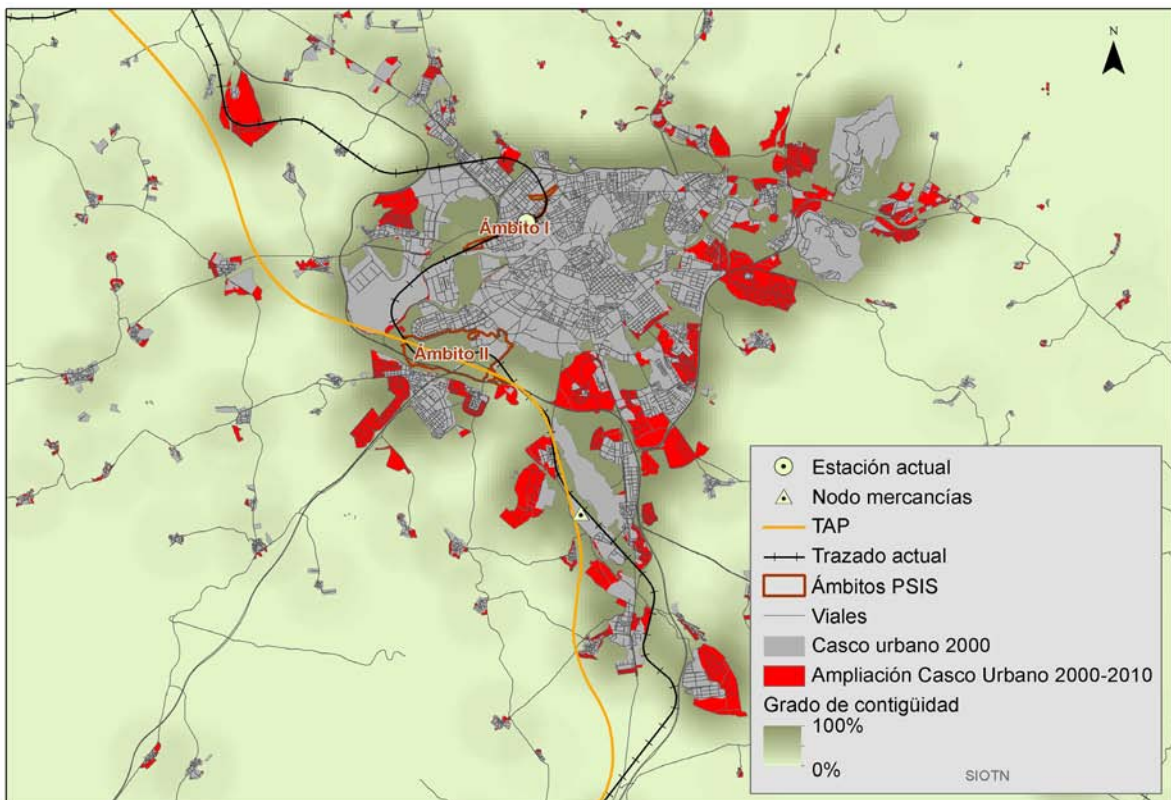 N
Ámbito I
Ámbito II
Estación actual
Nodo mercancías
TAP
Trazado actual
Ámbitos PSIS
Viales
Casco urbano 2000
Ampliación Casco Urbano 2000-2010
Grado de contigüidad
100%
0%
SIOTN